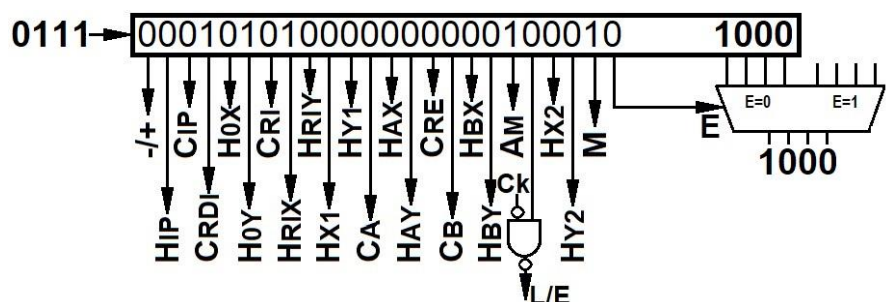 0111 000101010000000000100010 1000
E=0 E=1
E
1000
-/+ CIP H0X CRI HRIY HY1 HAX CRE HBX AM HX2 M
Ck
HIP CRDI H0Y HRIX HX1 CA HAY CB HBY HY2
L/E